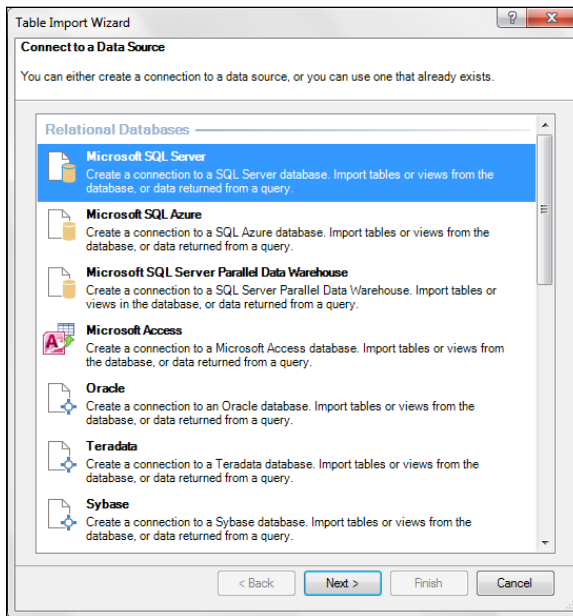 Table Import Wizard
?
X
Connect to a Data Source
You can either create a connection to a data source, or you can use one that already exists.
Relational Databases
Microsoft SQL Server
Create a connection to a SQL Server database. Import tables or views from the
database, or data returned from a query.
Microsoft SQL Azure
Create a connection to a SQL Azure database. Import tables or views from the
database, or data returned from a query.
Microsoft SQL Server Parallel Data Warehouse
Create a connection to a SQL Server Parallel Data Warehouse. Import tables or
views in the database, or data returned from a query.
Microsoft Access
Create a connection to a Microsoft Access database. Import tables or views from
the database, or data returned from a query.
Oracle
Create a connection to an Oracle database. Import tables or views from the
database, or data returned from a query.
Teradata
Create a connection to a Teradata database. Import tables or views from the
database, or data returned from a query.
Sybase
Create a connection to a Sybase database. Import tables or views from the
database, or data returned from a query.
< Back Next > Finish Cancel